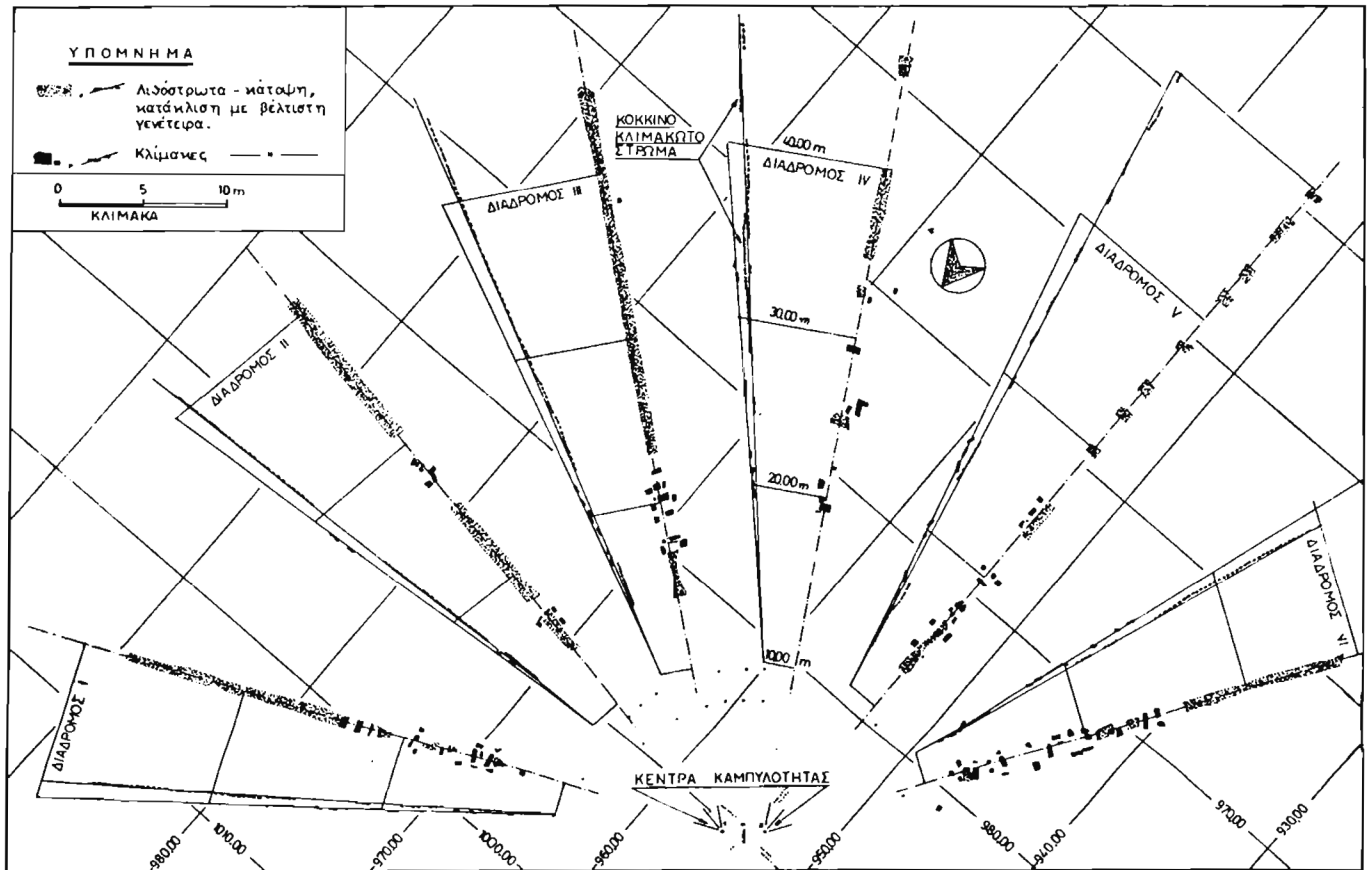 ΥΠΟΜΝΗΜΑ
Λιθόστρωτα - κάτοψη,
κατάκλιση με βέλτιστη
γενέτειρα.
Κλίμακες
0 5 10 m
ΚΛΙΜΑΚΑ
ΚΟΚΚΙΝΟ
ΚΛΙΜΑΚΩΤΟ
ΣΤΡΩΜΑ
40.00 m
ΔΙΑΔΡΟΜΟΣ IV
ΔΙΑΔΡΟΜΟΣ III
ΔΙΑΔΡΟΜΟΣ V
30.00 m
ΔΙΑΔΡΟΜΟΣ II
20.00 m
ΔΙΑΔΡΟΜΟΣ VI
10.00 m
ΔΙΑΔΡΟΜΟΣ I
ΚΕΝΤΡΑ ΚΑΜΠΥΛΟΤΗΤΑΣ
980.00
1010.00
970.00
1000.00
960.00
950.00
980.00
940.00
970.00
930.00